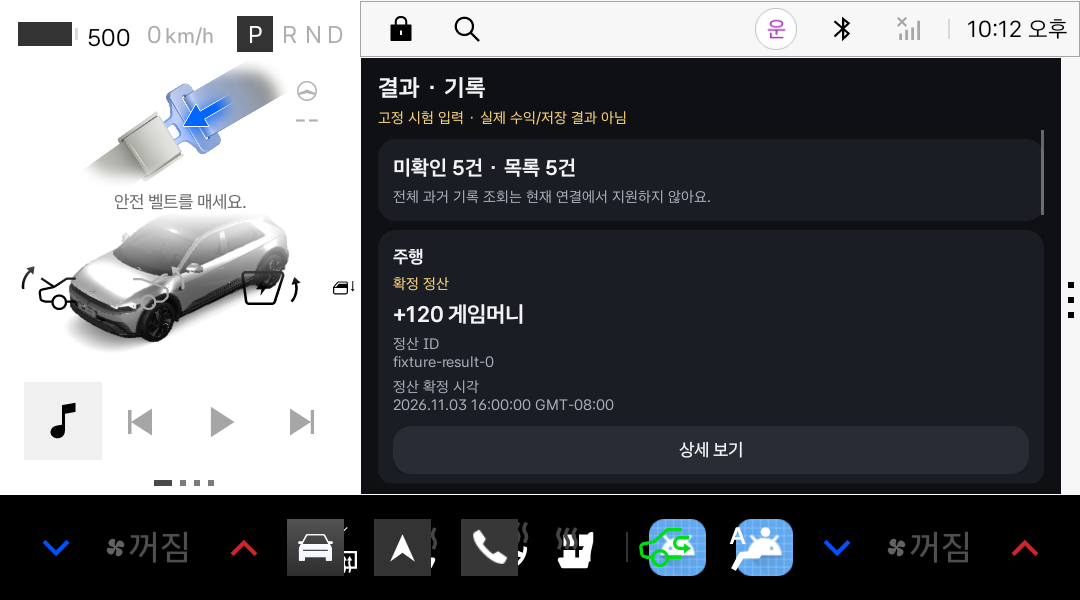 500
0 km/h
P R N D
운
10:12 오후
안전 벨트를 매세요.
결과 · 기록
고정 시험 입력 · 실제 수익/저장 결과 아님
미확인 5건 · 목록 5건
전체 과거 기록 조회는 현재 연결에서 지원하지 않아요.
주행
확정 정산
+120 게임머니
정산 ID
fixture-result-0
정산 확정 시각
2026.11.03 16:00:00 GMT-08:00
상세 보기
꺼짐
A
꺼짐